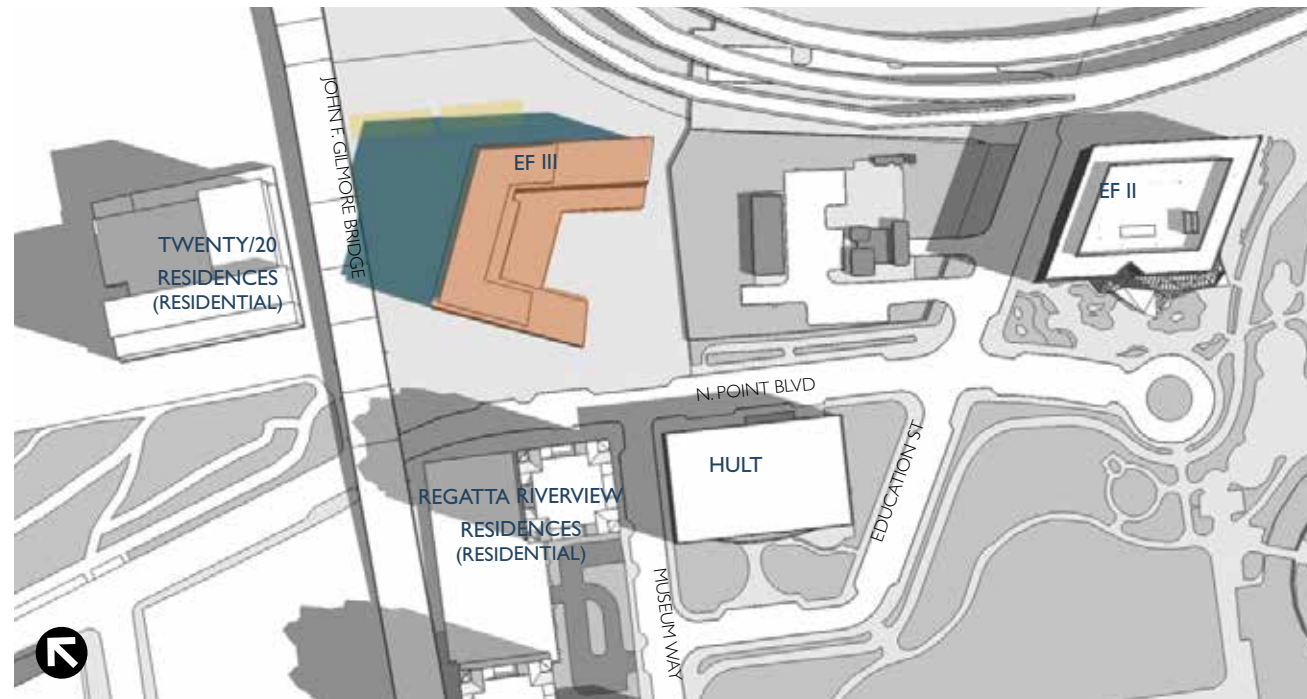 JOHN F. GILMORE BRIDGE
EF III
EF II
TWENTY/20
RESIDENCES
(RESIDENTIAL)
N. POINT BLVD
HULT
EDUCATION ST.
REGATTA RIVERVIEW
RESIDENCES
(RESIDENTIAL)
MUSEUM WAY